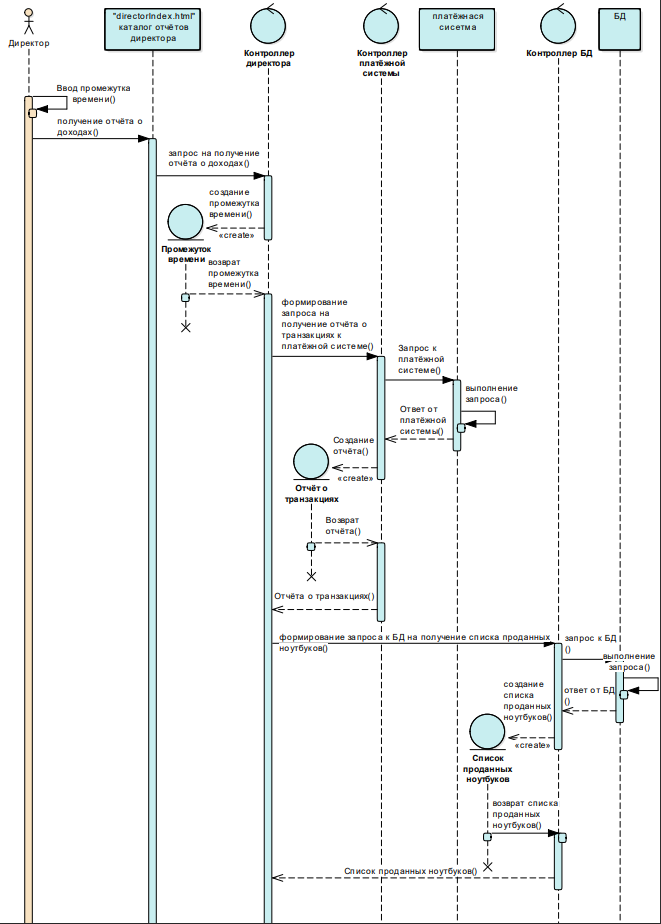 Директор
"directorIndex.html"
каталог отчётов
директора
Контроллер
директора
Контроллер
платёжной
системы
платёжнася
сисетма
Контроллер БД
БД
Ввод промежутка
времени()
получение отчёта о
доходах()
запрос на получение
отчёта о доходах()
создание
промежутка
времени()
«create»
Промежуток
времени
возврат
промежутка
времени()
формирование
запроса на
получение отчёта о
транзакциях к
платёжной системе()
Запрос к
платёжной
системе()
выполнение
запроса()
Ответ от
платёжной
системы()
Создание
отчёта()
«create»
Отчёт о
транзакциях
Возврат
отчёта()
Отчёта о транзакциях()
формирование запроса к БД на получение списка проданных
ноутбуков()
запрос к БД
()
выполнение
запроса()
ответ от БД
()
создание
списка
проданных
ноутбуков()
«create»
Список
проданных
ноутбуков
возврат списка
проданных
ноутбуков()
Список проданных ноутбуков()